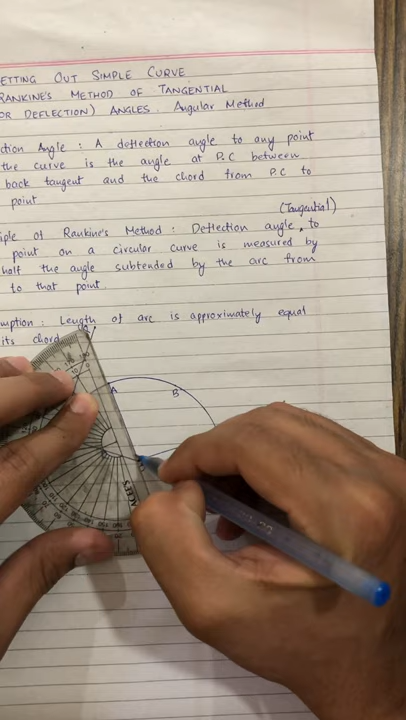 ETTING OUT SIMPLE CURVE
RANKINE'S METHOD OF TANGENTIAL
OR DEFLECTION) ANGLES. Angular Method
ction Angle : A deflection angle to any point
the curve is the angle at P.C between
back tangent and the chord from P.C to
point
(Tangential)
iple of Rankine's Method : Deflection angle to
point on a circular curve is measured by
half the angle subtended by the arc from
to that point
mption : Length of arc is approximately equal
its chord
A
B